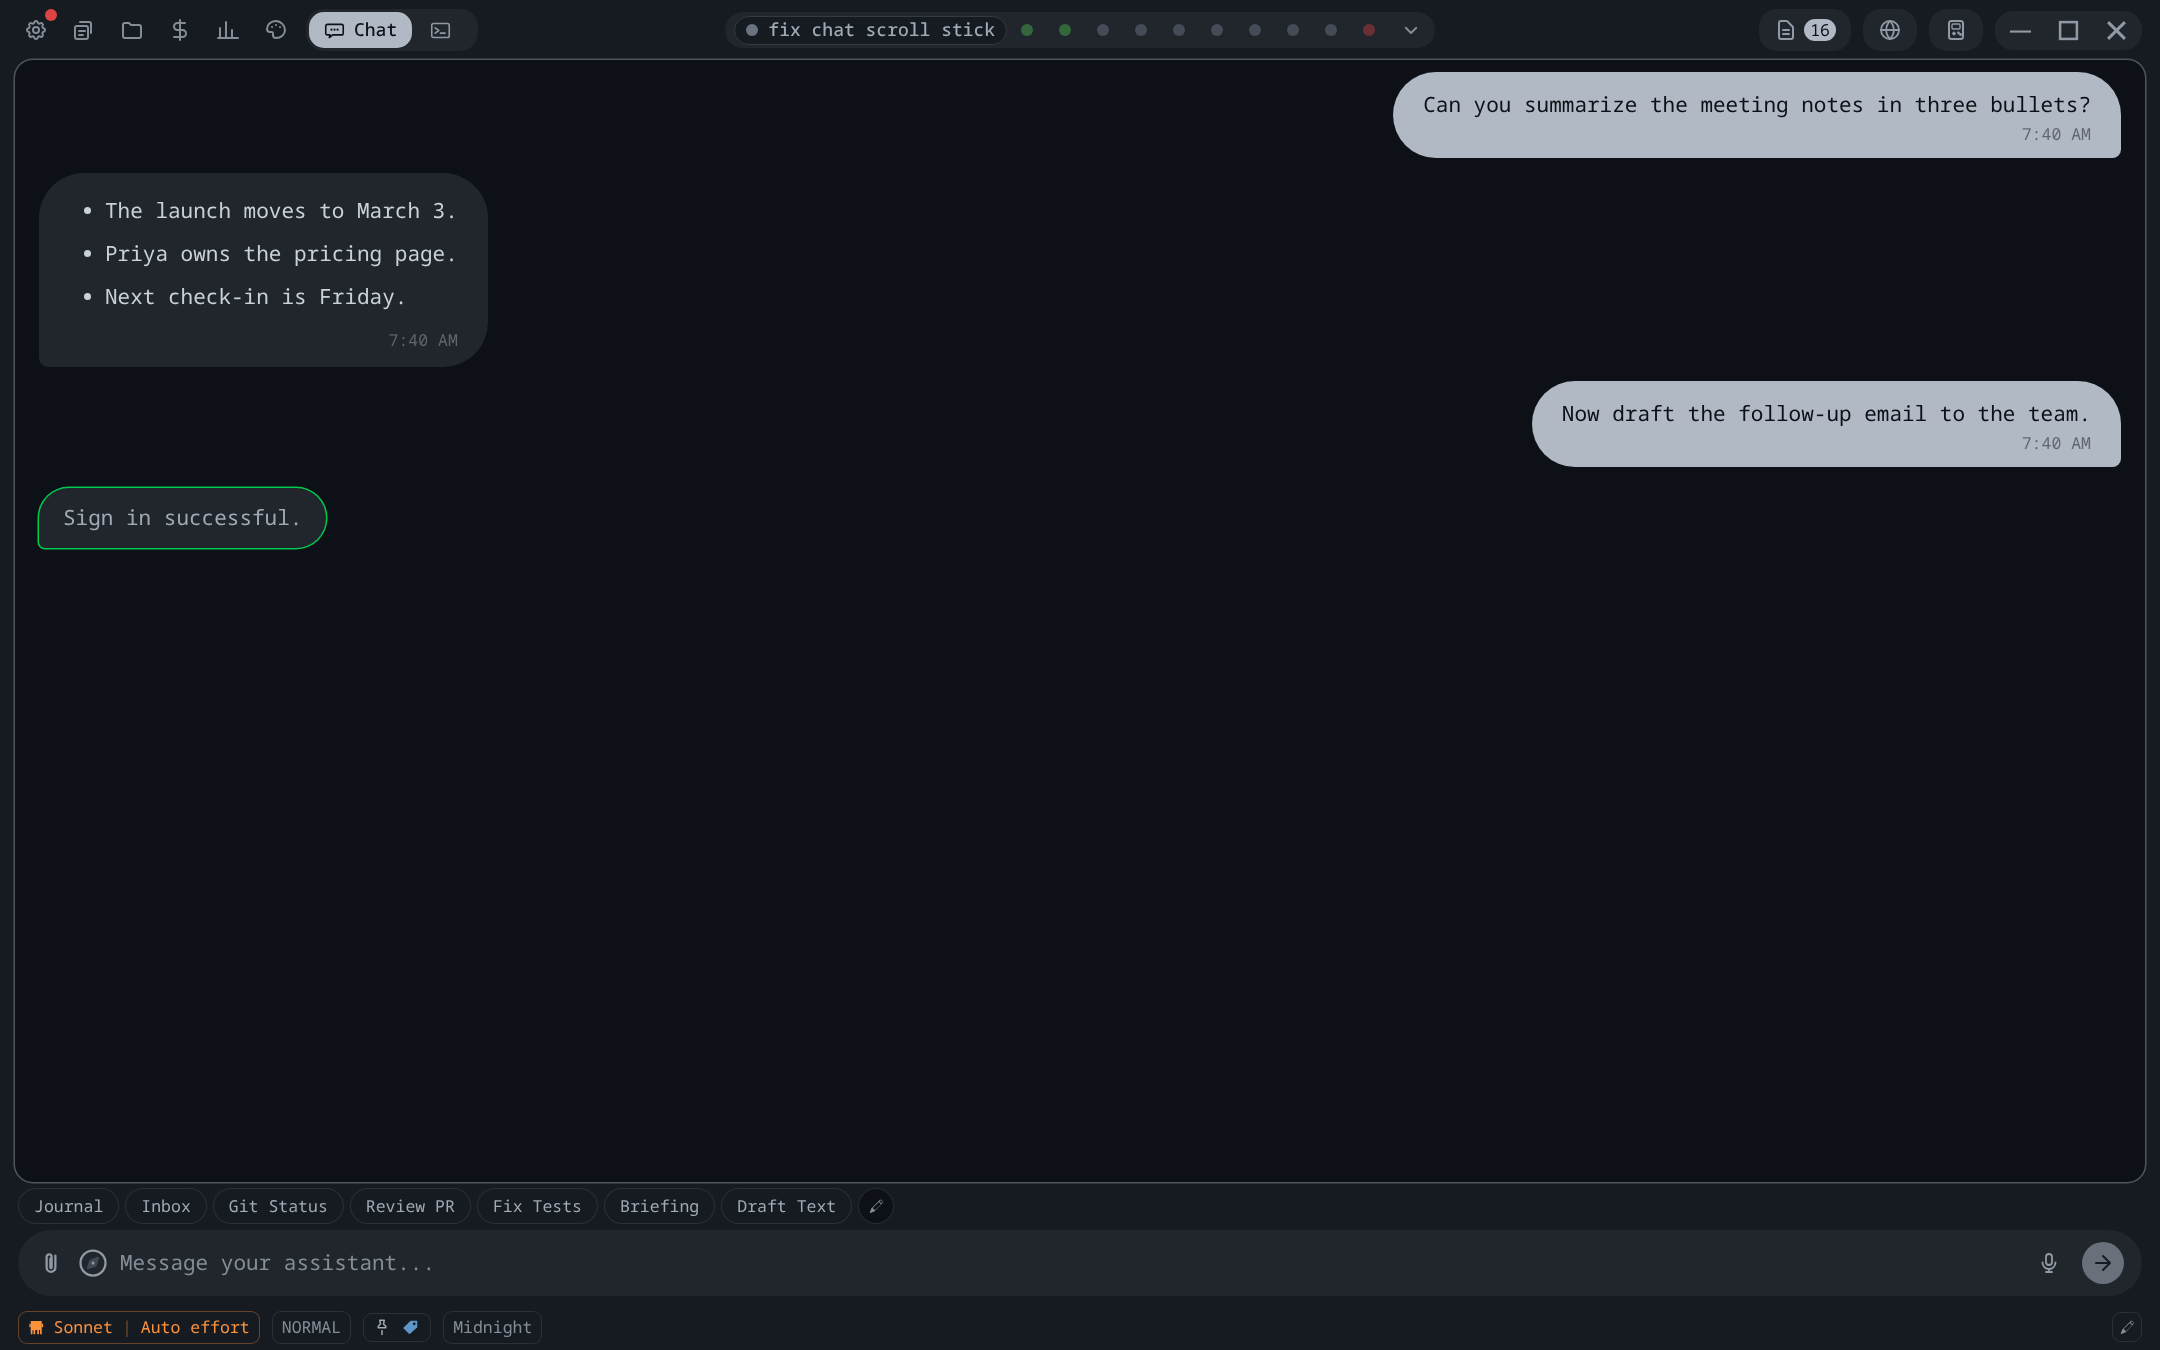 Chat
fix chat scroll stick
16
Can you summarize the meeting notes in three bullets?
7:40 AM
• The launch moves to March 3.
• Priya owns the pricing page.
• Next check-in is Friday.
7:40 AM
Now draft the follow-up email to the team.
7:40 AM
Sign in successful.
Journal
Inbox
Git Status
Review PR
Fix Tests
Briefing
Draft Text
Message your assistant...
Sonnet | Auto effort
NORMAL
Midnight